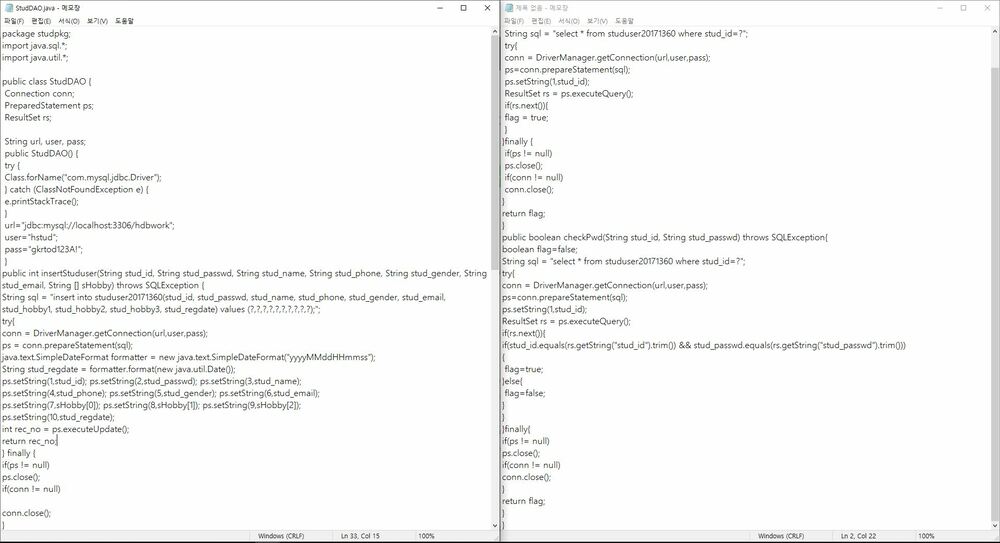 StudDAO.java - 메모장
파일(F) 편집(E) 서식(O) 보기(V) 도움말
package studpkg;
import java.sql.*;
import java.util.*;
public class StudDAO {
Connection conn;
PreparedStatement ps;
ResultSet rs;
String url, user, pass;
public StudDAO() {
try {
Class.forName("com.mysql.jdbc.Driver");
} catch (ClassNotFoundException e) {
e.printStackTrace();
}
url="jdbc:mysql://localhost:3306/hdbwork";
user="hstud";
pass="gkrtod123A!";
}
public int insertStuduser(String stud_id, String stud_passwd, String stud_name, String stud_phone, String stud_gender, String
stud_email, String [] sHobby) throws SQLException {
String sql = "insert into studuser20171360(stud_id, stud_passwd, stud_name, stud_phone, stud_gender, stud_email,
stud_hobby1, stud_hobby2, stud_hobby3, stud_regdate) values (?,?,?,?,?,?,?,?,?,?);";
try{
conn = DriverManager.getConnection(url,user,pass);
ps = conn.prepareStatement(sql);
java.text.SimpleDateFormat formatter = new java.text.SimpleDateFormat("yyyyMMddHHmmss");
String stud_regdate = formatter.format(new java.util.Date());
ps.setString(1,stud_id); ps.setString(2,stud_passwd); ps.setString(3,stud_name);
ps.setString(4,stud_phone); ps.setString(5,stud_gender); ps.setString(6,stud_email);
ps.setString(7,sHobby[0]); ps.setString(8,sHobby[1]); ps.setString(9,sHobby[2]);
ps.setString(10,stud_regdate);
int rec_no = ps.executeUpdate();
return rec_no;
} finally {
if(ps != null)
ps.close();
if(conn != null)
conn.close();
}
Windows (CRLF) Ln 33, Col 15 100%
제목 없음 - 메모장
파일(F) 편집(E) 서식(O) 보기(V) 도움말
String sql = "select * from studuser20171360 where stud_id=?";
try{
conn = DriverManager.getConnection(url,user,pass);
ps=conn.prepareStatement(sql);
ps.setString(1,stud_id);
ResultSet rs = ps.executeQuery();
if(rs.next()){
flag = true;
}
}finally {
if(ps != null)
ps.close();
if(conn != null)
conn.close();
}
return flag;
}
public boolean checkPwd(String stud_id, String stud_passwd) throws SQLException{
boolean flag=false;
String sql = "select * from studuser20171360 where stud_id=?";
try{
conn = DriverManager.getConnection(url,user,pass);
ps=conn.prepareStatement(sql);
ps.setString(1,stud_id);
ResultSet rs = ps.executeQuery();
if(rs.next()){
if(stud_id.equals(rs.getString("stud_id").trim()) && stud_passwd.equals(rs.getString("stud_passwd").trim()))
{
flag=true;
}else{
flag=false;
}
}
}finally{
if(ps != null)
ps.close();
if(conn != null)
conn.close();
}
return flag;
}
}
Windows (CRLF) Ln 2, Col 22 100%